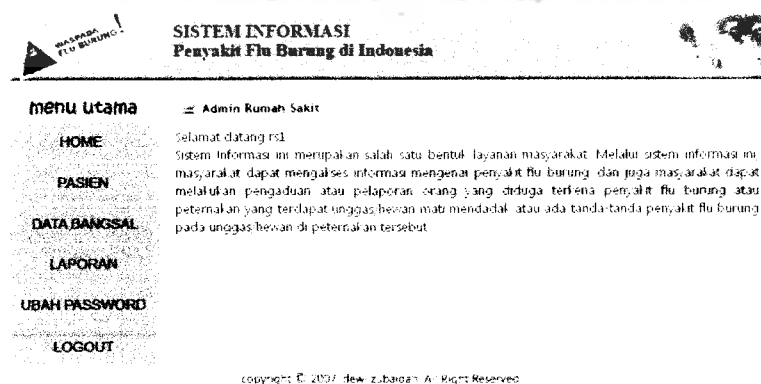 WASPADA
FLU BURUNG!
SISTEM INFORMASI
Penyakit Flu Burung di Indonesia
menu utama
HOME
PASIEN
DATA BANGSAL
LAPORAN
UBAH PASSWORD
LOGOUT
Admin Rumah Sakit
Selamat datang rs1
Sistem Informasi ini merupakan salah satu bentuk layanan masyarakat. Melalui sistem informasi ini,
masyarakat dapat mengakses informasi mengenai penyakit flu burung dan juga masyarakat dapat
melakukan pengaduan atau pelaporan orang yang diduga terkena penyakit flu burung atau
peternakan yang terdapat unggas/hewan mati mendadak atau ada tanda-tanda penyakit flu burung
pada unggas/hewan di peternakan tersebut
copyright © 2007 dewi zubaidah All Right Reserved